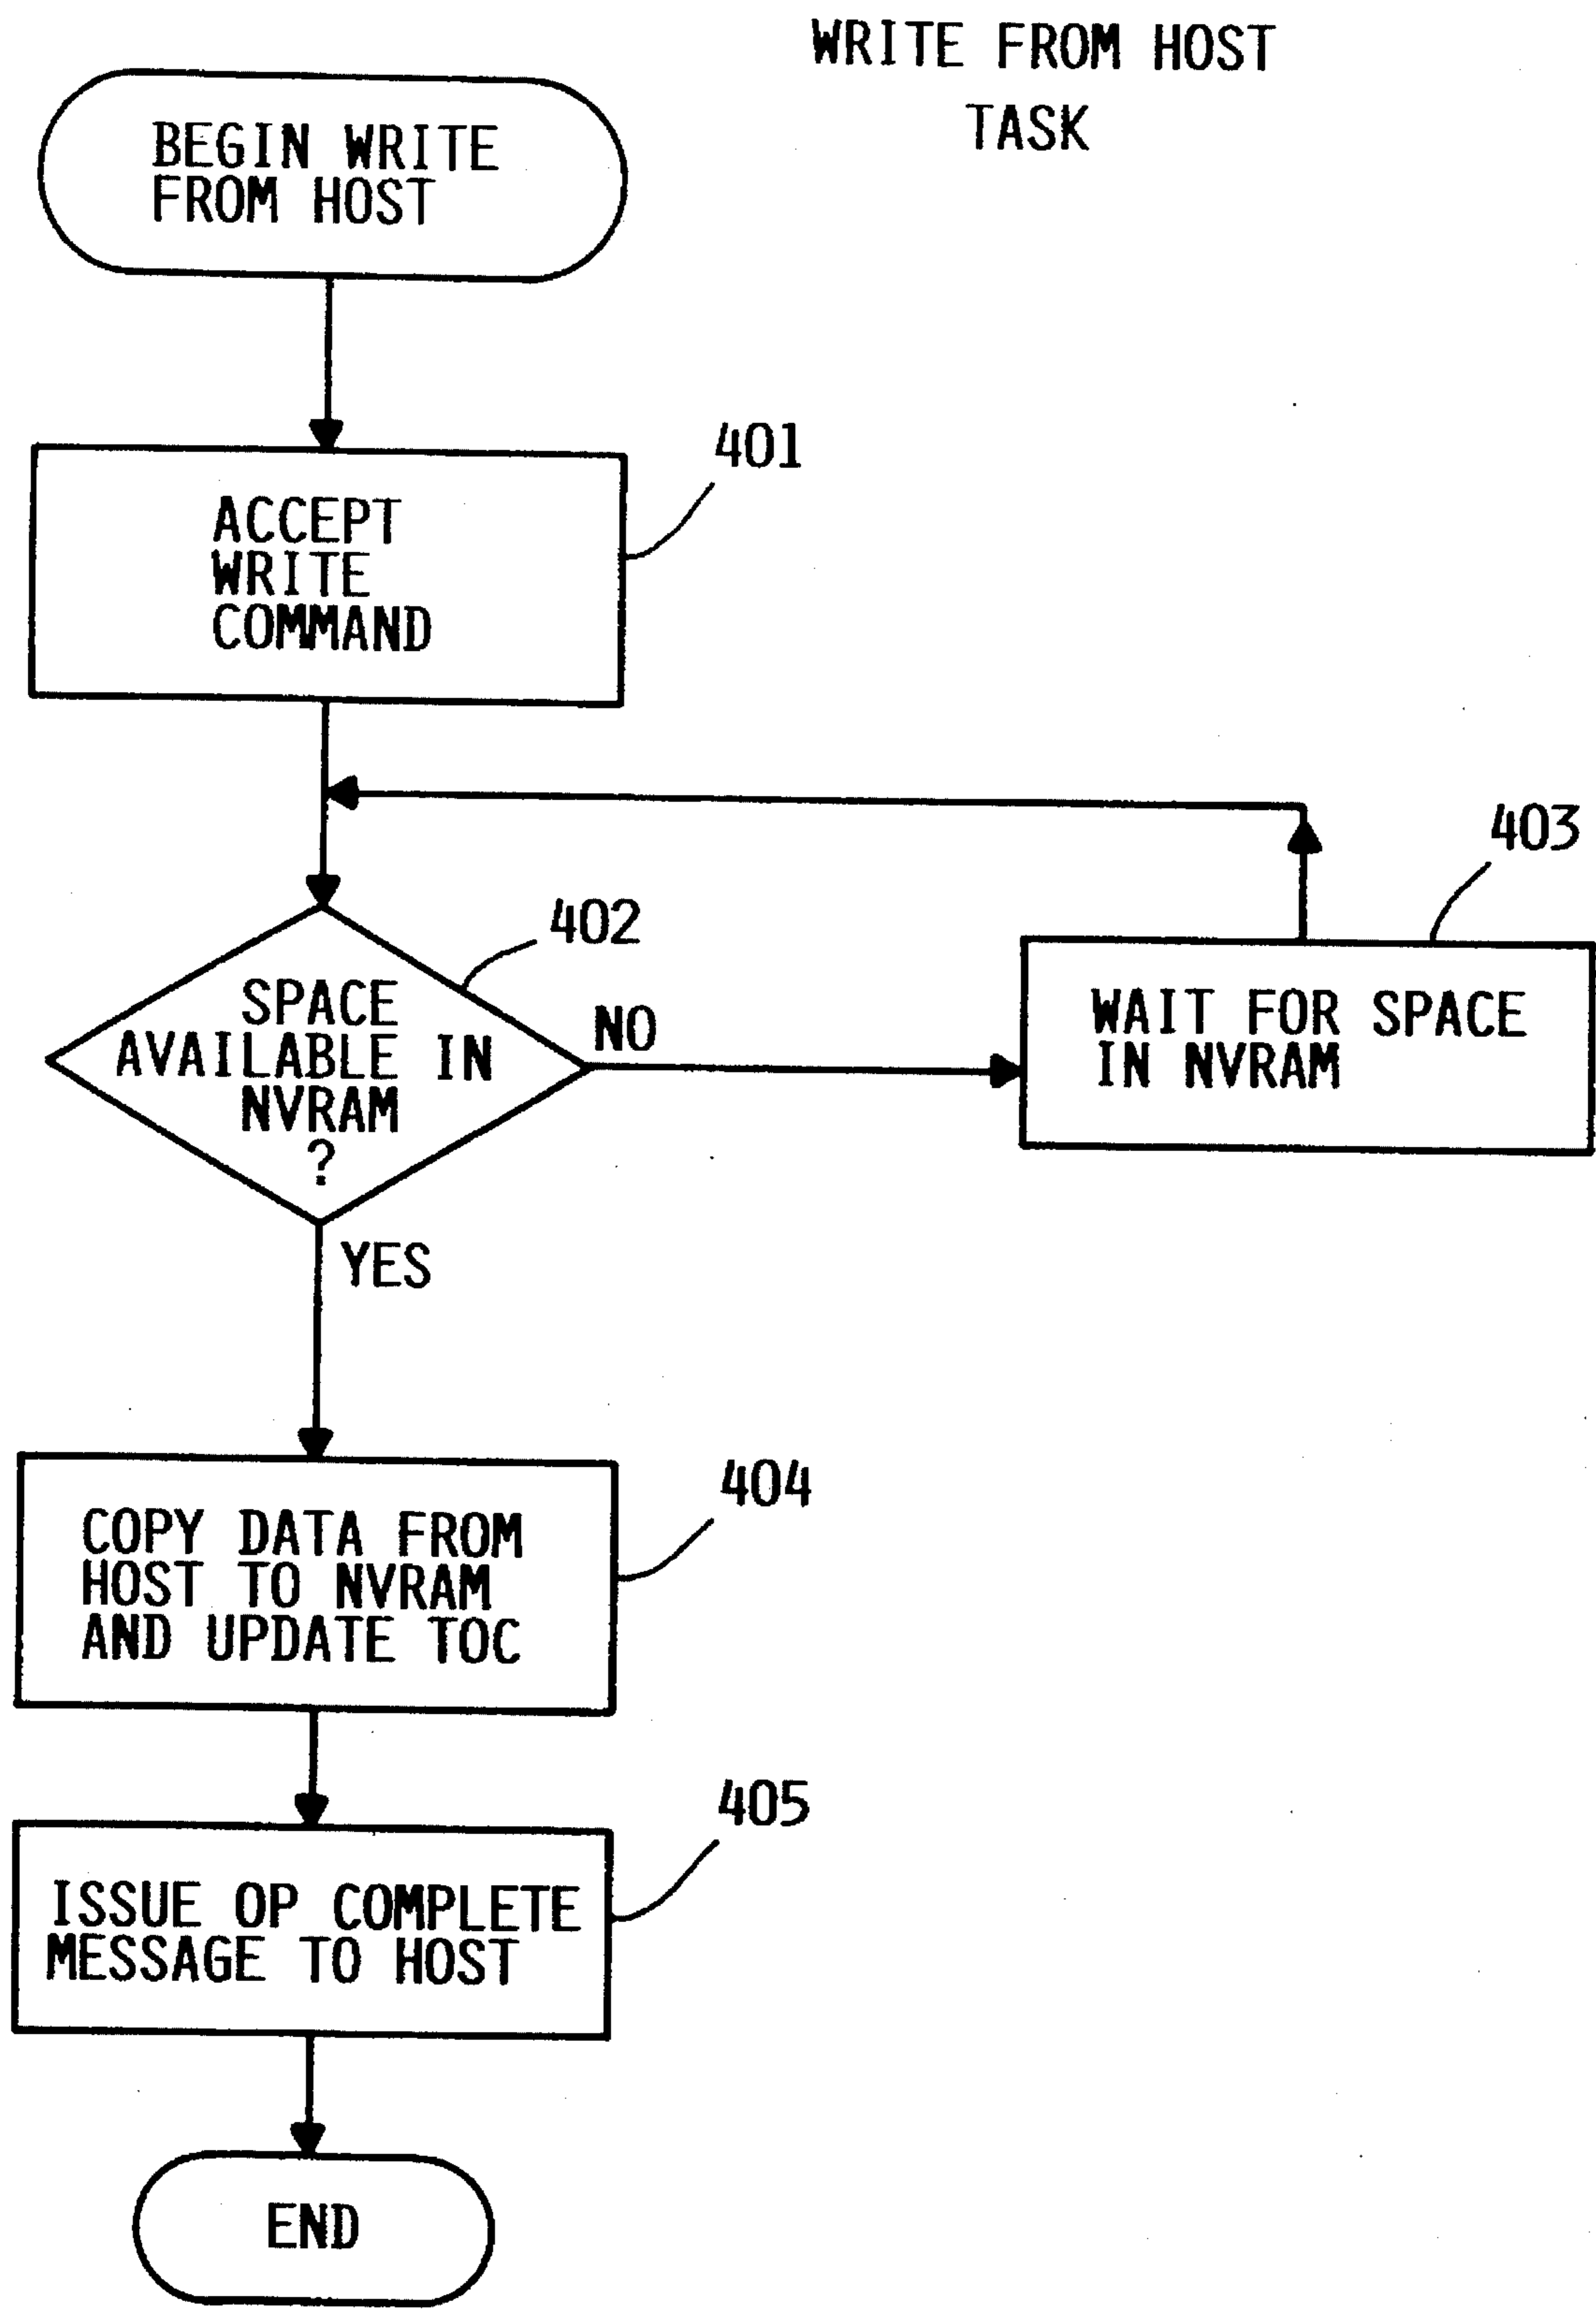 WRITE FROM HOST
TASK
BEGIN WRITE
FROM HOST
401
ACCEPT
WRITE
COMMAND
403
402
SPACE
AVAILABLE IN
NVRAM
?
NO
WAIT FOR SPACE
IN NVRAM
YES
404
COPY DATA FROM
HOST TO NVRAM
AND UPDATE TOC
405
ISSUE OP COMPLETE
MESSAGE TO HOST
END